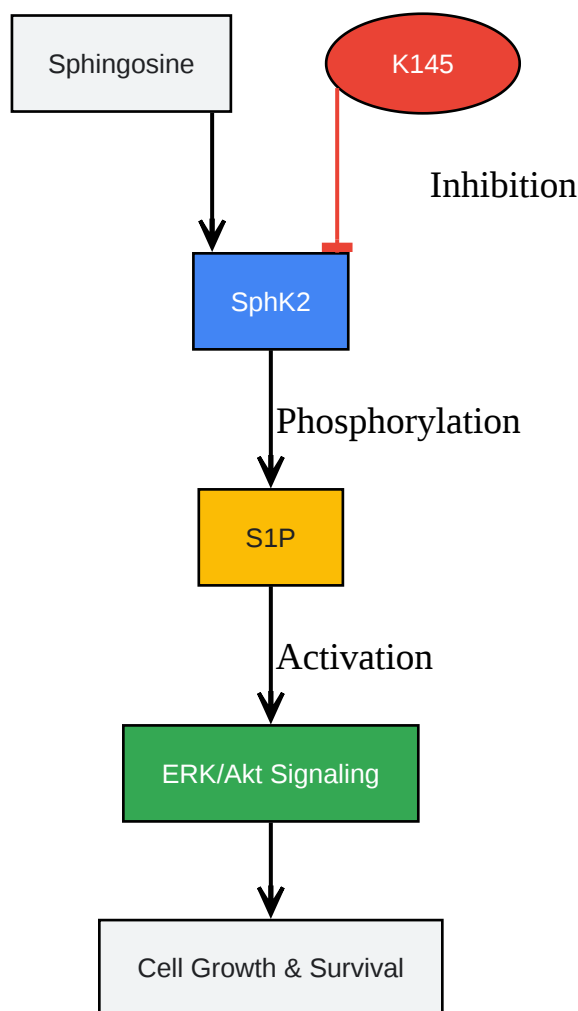 Sphingosine
K145
Inhibition
SphK2
Phosphorylation
S1P
Activation
ERK/Akt Signaling
Cell Growth & Survival